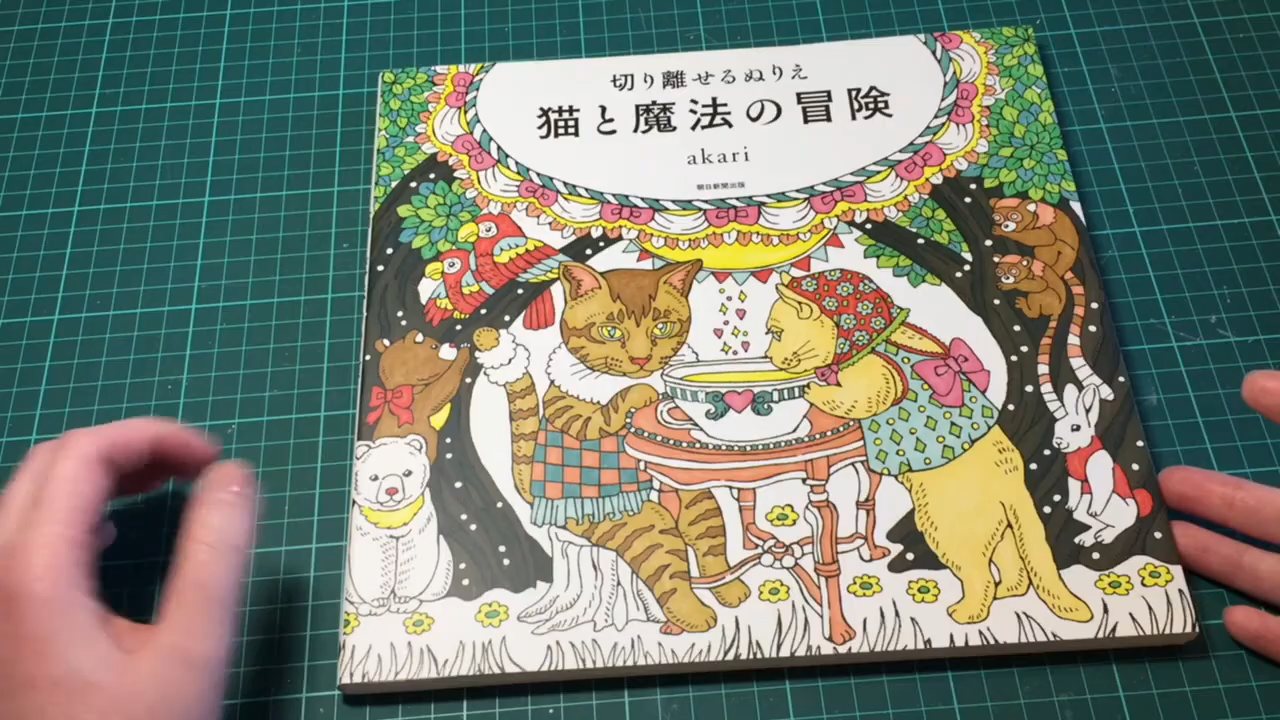 切り離せるぬりえ
猫と魔法の冒険
akari
朝日新聞出版